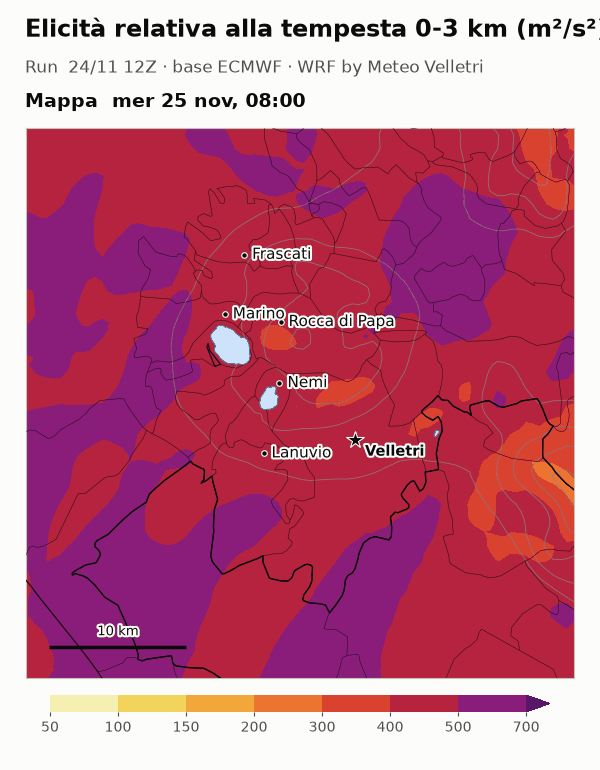 Elicità relativa alla tempesta 0-3 km (m²/s²)
Run  24/11 12Z · base ECMWF · WRF by Meteo Velletri
Mappa  mer 25 nov, 08:00
Frascati
Marino
Rocca di Papa
Nemi
Velletri
Lanuvio
10 km
50 100 150 200 300 400 500 700